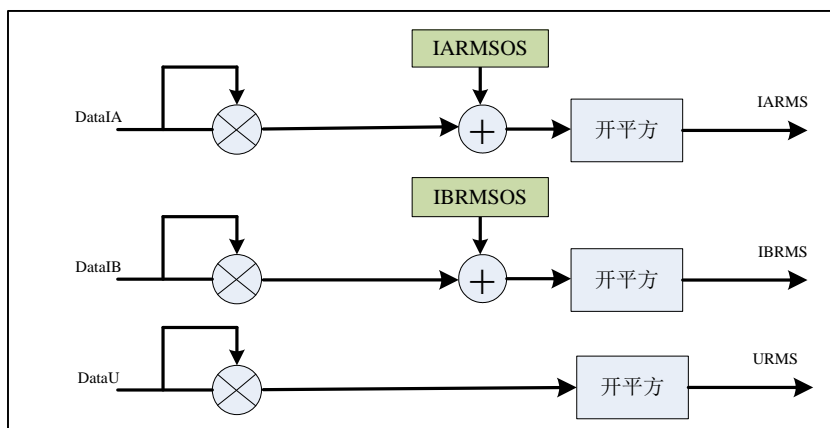 IARMSOS
DataIA
开平方
IARMS
IBRMSOS
DataIB
开平方
IBRMS
DataU
开平方
URMS